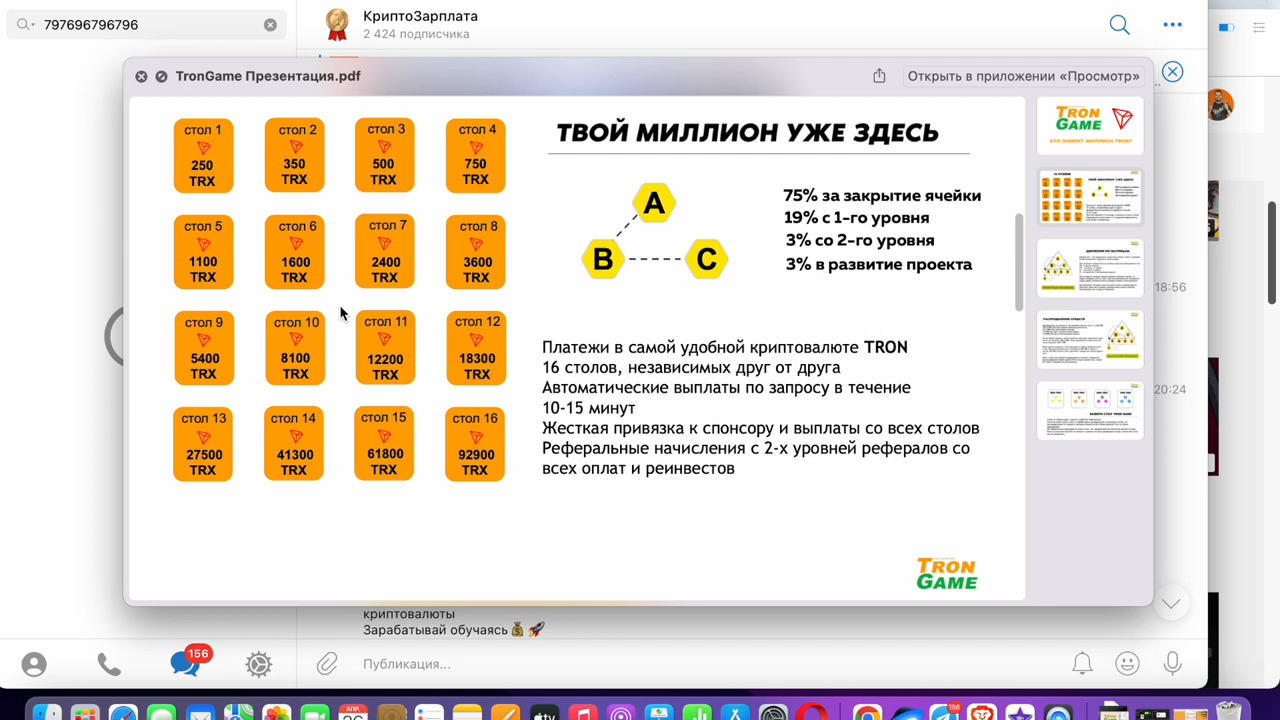 797696796796
КриптоЗарплата
2 424 подписчика
TronGame Презентация.pdf
Открыть в приложении «Просмотр»
стол 1
250
TRX
стол 2
350
TRX
стол 3
500
TRX
стол 4
750
TRX
стол 5
1100
TRX
стол 6
1600
TRX
стол 7
2400
TRX
стол 8
3600
TRX
стол 9
5400
TRX
стол 10
8100
TRX
стол 11
12200
TRX
стол 12
18300
TRX
стол 13
27500
TRX
стол 14
41300
TRX
стол 15
61800
TRX
стол 16
92900
TRX
ТВОЙ МИЛЛИОН УЖЕ ЗДЕСЬ
A
B
C
75% за закрытие ячейки
19% с 1-го уровня
3% со 2-го уровня
3% в развитие проекта
Платежи в самой удобной криптовалюте TRON
16 столов, независимых друг от друга
Автоматические выплаты по запросу в течение
10-15 минут
Жесткая привязка к спонсору и выплаты со всех столов
Реферальные начисления с 2-х уровней рефералов со
всех оплат и реинвестов
TRON
GAME
TRON
GAME
КТО ЗАБЕРЕТ МИЛЛИОН TRON?
18:56
20:24
криптовалюты
Зарабатывай обучаясь
156
Публикация...